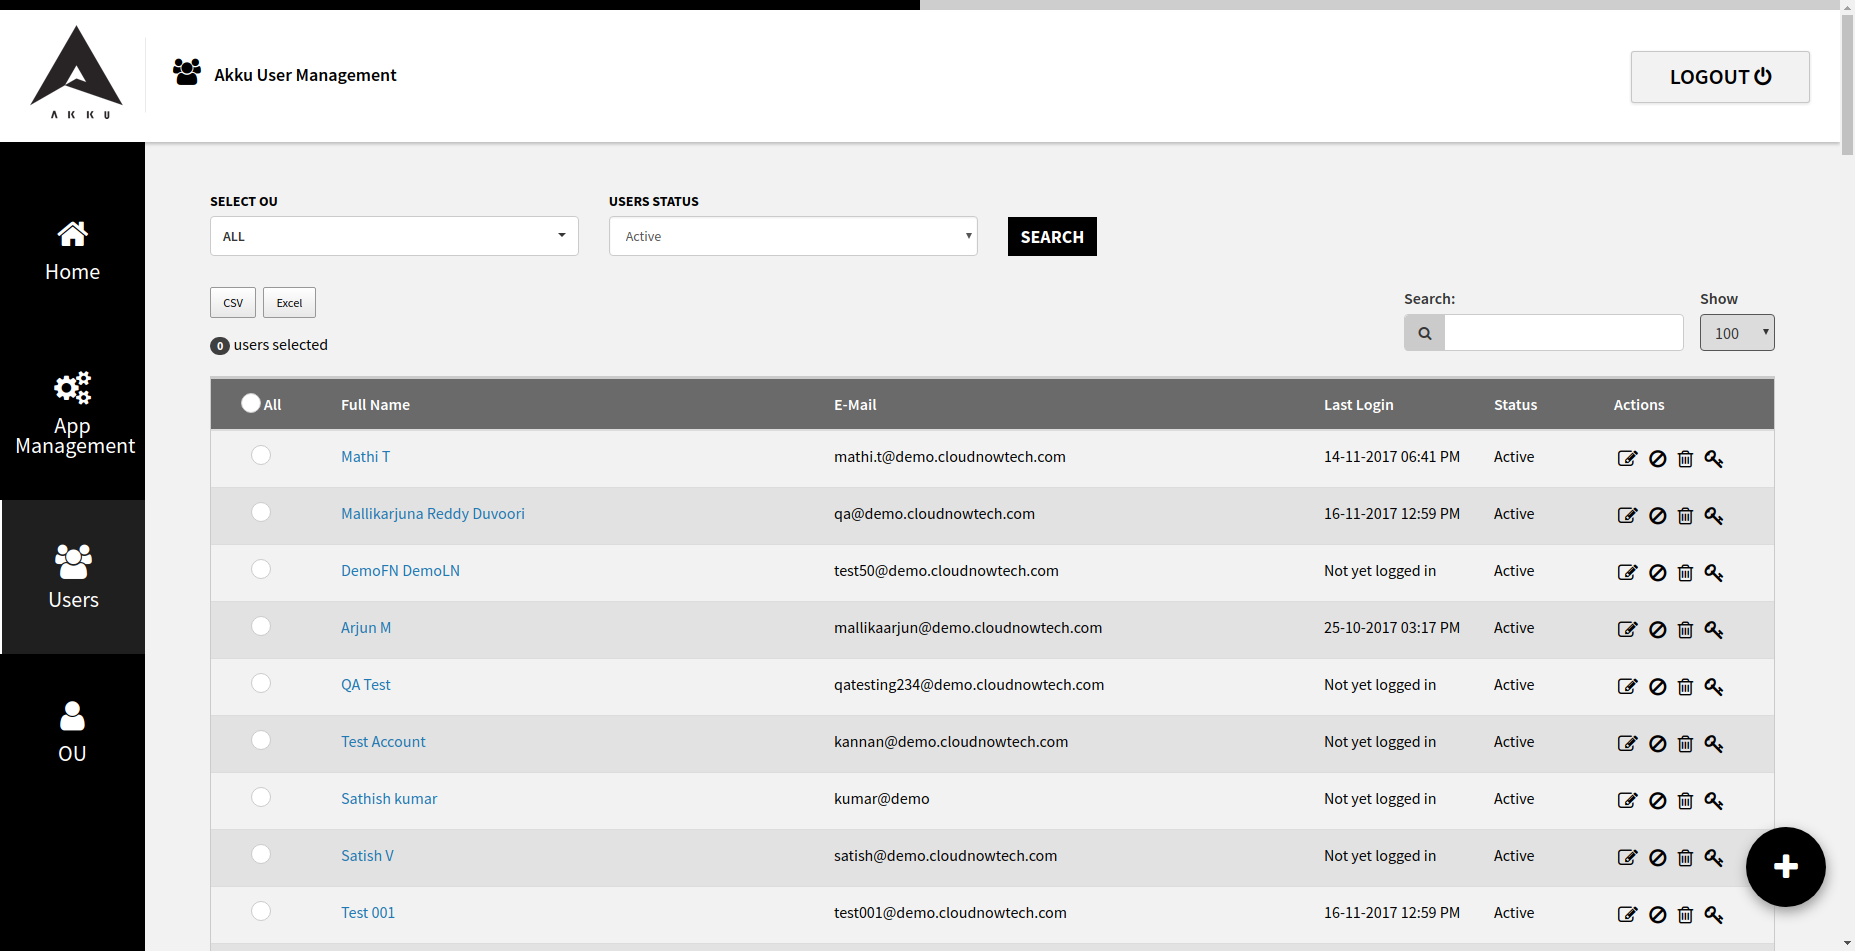 AKKU
Akku User Management
LOGOUT
Home
App
Management
Users
OU
SELECT OU
USERS STATUS
ALL
Active
SEARCH
CSV
Excel
Search:
Show
100
0 users selected
All Full Name E-Mail Last Login Status Actions
Mathi T mathi.t@demo.cloudnowtech.com 14-11-2017 06:41 PM Active
Mallikarjuna Reddy Duvoori qa@demo.cloudnowtech.com 16-11-2017 12:59 PM Active
DemoFN DemoLN test50@demo.cloudnowtech.com Not yet logged in Active
Arjun M mallikaarjun@demo.cloudnowtech.com 25-10-2017 03:17 PM Active
QA Test qatesting234@demo.cloudnowtech.com Not yet logged in Active
Test Account kannan@demo.cloudnowtech.com Not yet logged in Active
Sathish kumar kumar@demo Not yet logged in Active
Satish V satish@demo.cloudnowtech.com Not yet logged in Active
Test 001 test001@demo.cloudnowtech.com 16-11-2017 12:59 PM Active